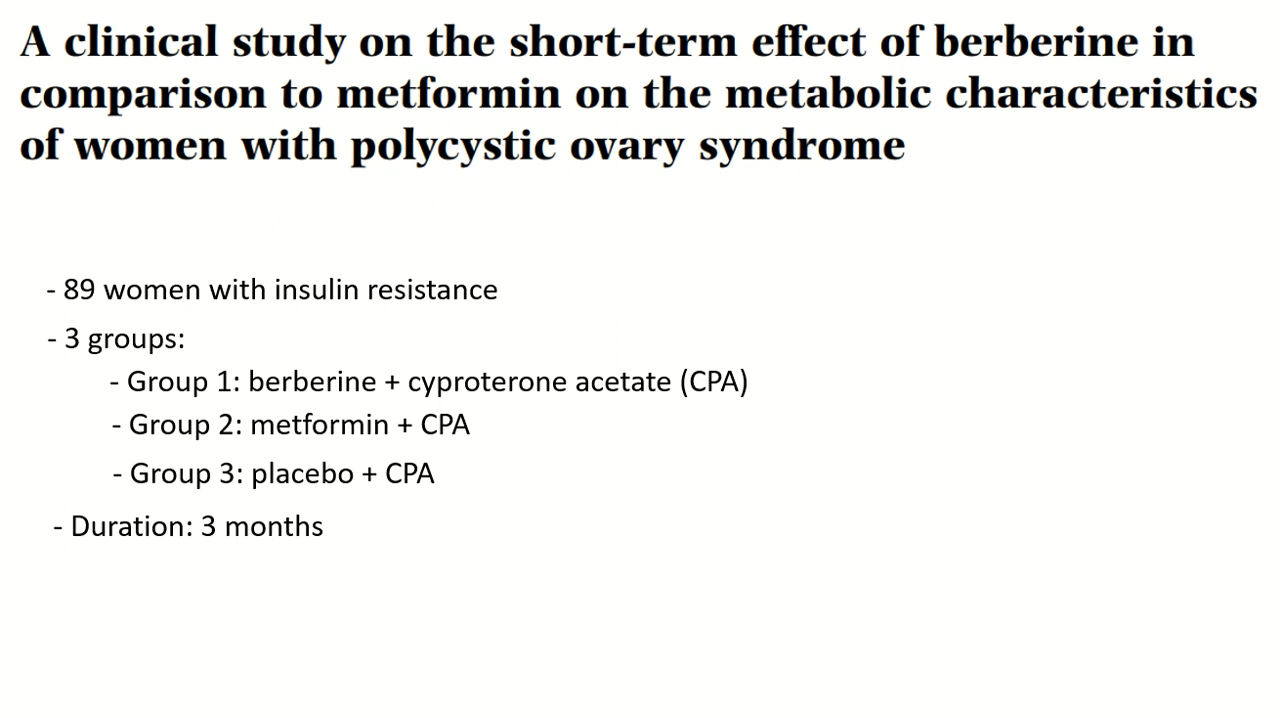 A clinical study on the short-term effect of berberine in
comparison to metformin on the metabolic characteristics
of women with polycystic ovary syndrome
- 89 women with insulin resistance
- 3 groups:
- Group 1: berberine + cyproterone acetate (CPA)
- Group 2: metformin + CPA
- Group 3: placebo + CPA
- Duration: 3 months